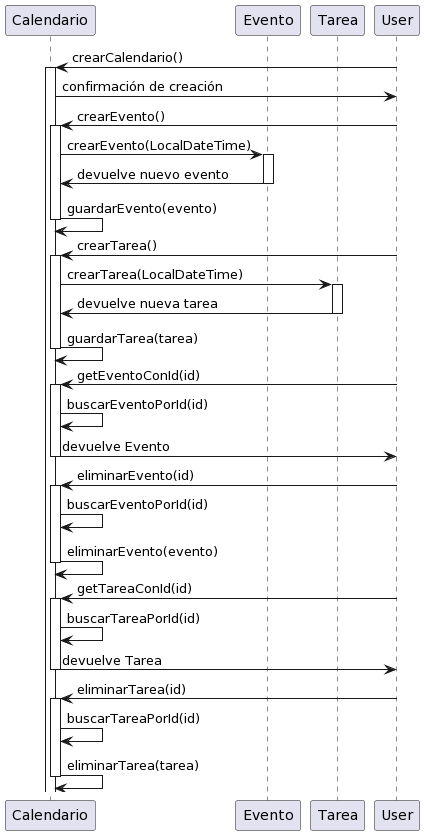 Calendario Evento Tarea User
crearCalendario()
confirmación de creación
crearEvento()
crearEvento(LocalDateTime)
devuelve nuevo evento
guardarEvento(evento)
crearTarea()
crearTarea(LocalDateTime)
devuelve nueva tarea
guardarTarea(tarea)
getEventoConId(id)
buscarEventoPorId(id)
devuelve Evento
eliminarEvento(id)
buscarEventoPorId(id)
eliminarEvento(evento)
getTareaConId(id)
buscarTareaPorId(id)
devuelve Tarea
eliminarTarea(id)
buscarTareaPorId(id)
eliminarTarea(tarea)
Calendario Evento Tarea User